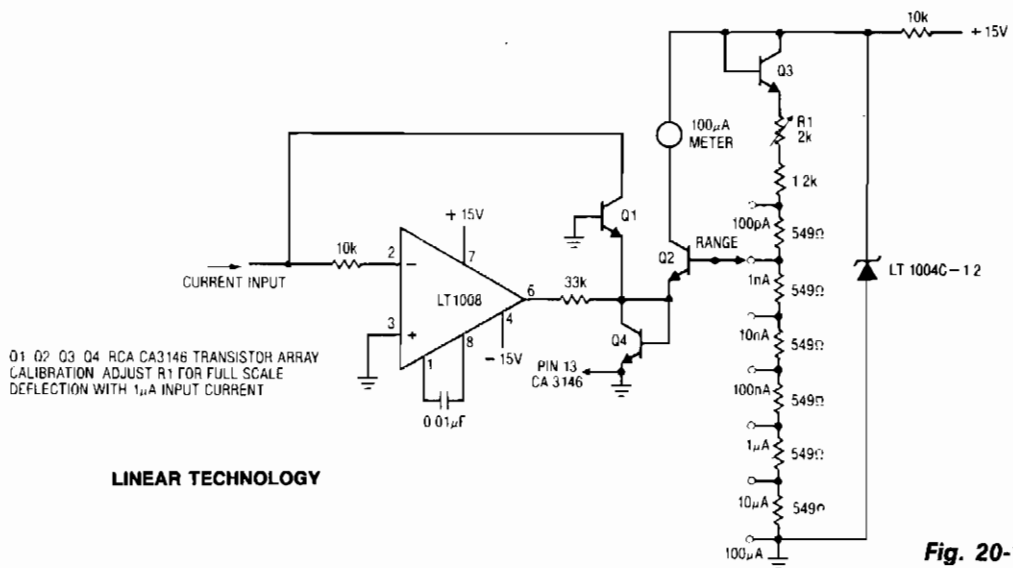 10k
+15V
Q3
R1
2k
100µA
METER
1.2k
Q1
100pA
549Ω
+15V
7
10k
2
−
RANGE
Q2
CURRENT INPUT
LT1008
33k
1nA
549Ω
LT 1004C-1 2
6
3
+
4
8
−15V
Q4
10nA
549Ω
1
PIN 13
CA 3146
Q1 Q2 Q3 Q4 RCA CA3146 TRANSISTOR ARRAY
CALIBRATION ADJUST R1 FOR FULL SCALE
DEFLECTION WITH 1µA INPUT CURRENT
100nA
549Ω
0 01µF
1µA
549Ω
LINEAR TECHNOLOGY
10µA
549Ω
100µA
Fig. 20-